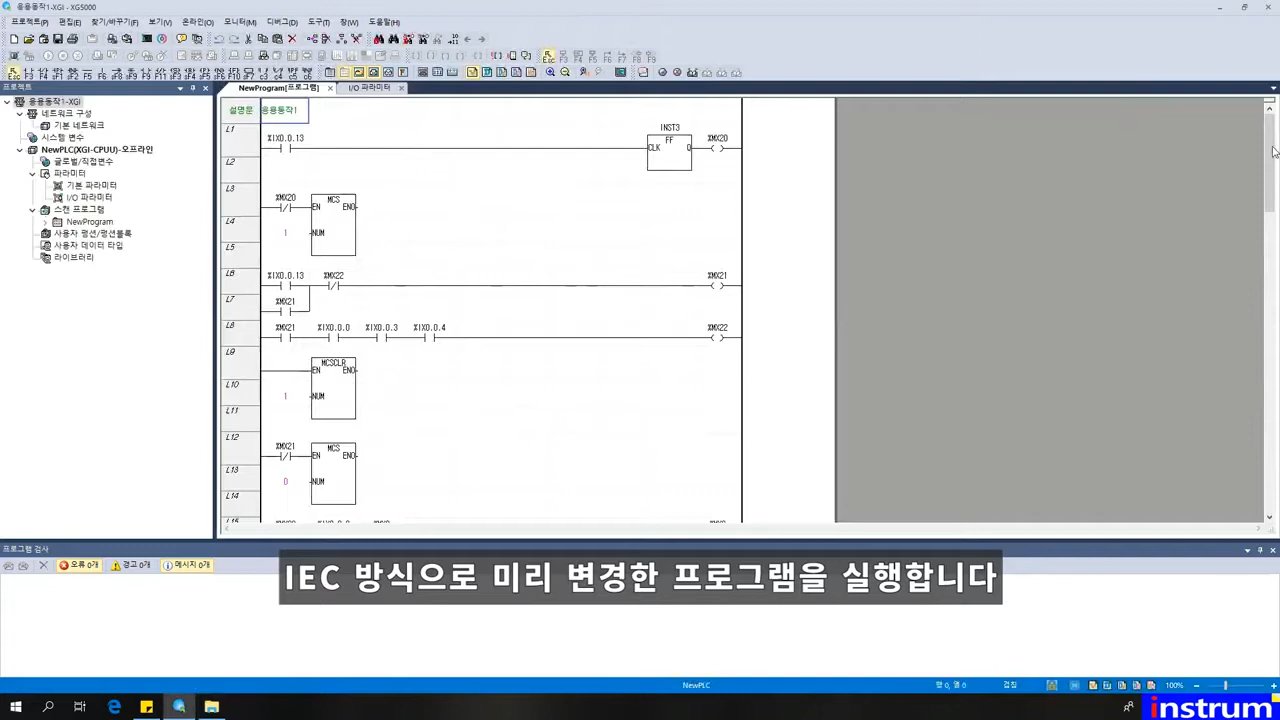 응용동작1-XGI - XG5000
프로젝트(P) 편집(E) 찾기/바꾸기(F) 보기(V) 온라인(O) 모니터(M) 디버그(D) 도구(T) 창(W) 도움말(H)
프로젝트
NewProgram[프로그램] I/O 파라미터
응용동작1-XGI
네트워크 구성
기본 네트워크
시스템 변수
NewPLC(XGI-CPUU)-오프라인
글로벌/직접변수
파라미터
기본 파라미터
I/O 파라미터
스캔 프로그램
NewProgram
사용자 펑션/펑션블록
사용자 데이터 타입
라이브러리
설명문 응용동작1
L1
%IX0.0.13
INST3
FF
CLK Q
%MX20
L2
L3
%MX20
MCS
EN ENO
L4
1
NUM
L5
L6
%IX0.0.13 %MX22 %MX21
L7
%MX21
L8
%MX21 %IX0.0.0 %IX0.0.3 %IX0.0.4 %MX22
L9
MCSCLR
EN ENO
L10
1
NUM
L11
L12
%MX21
MCS
EN ENO
L13
0
NUM
L14
L15
프로그램 검사
오류 0개 경고 0개 메시지 0개
IEC 방식으로 미리 변경한 프로그램을 실행합니다
NewPLC
행 0, 열 0
겹침
100%
instrum